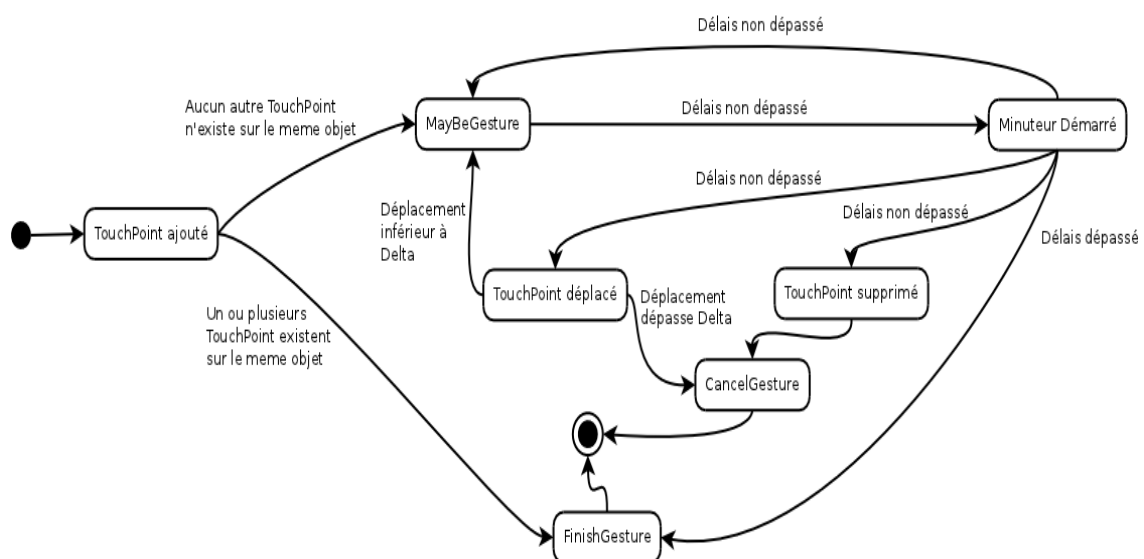 Délais non dépassé
Aucun autre TouchPoint
n'existe sur le meme objet
MayBeGesture
Délais non dépassé
Minuteur Démarré
Délais non dépassé
Déplacement
inférieur à
Delta
Délais non dépassé
TouchPoint ajouté
Délais dépassé
TouchPoint déplacé
Déplacement
dépasse Delta
TouchPoint supprimé
Un ou plusieurs
TouchPoint existent
sur le meme objet
CancelGesture
FinishGesture